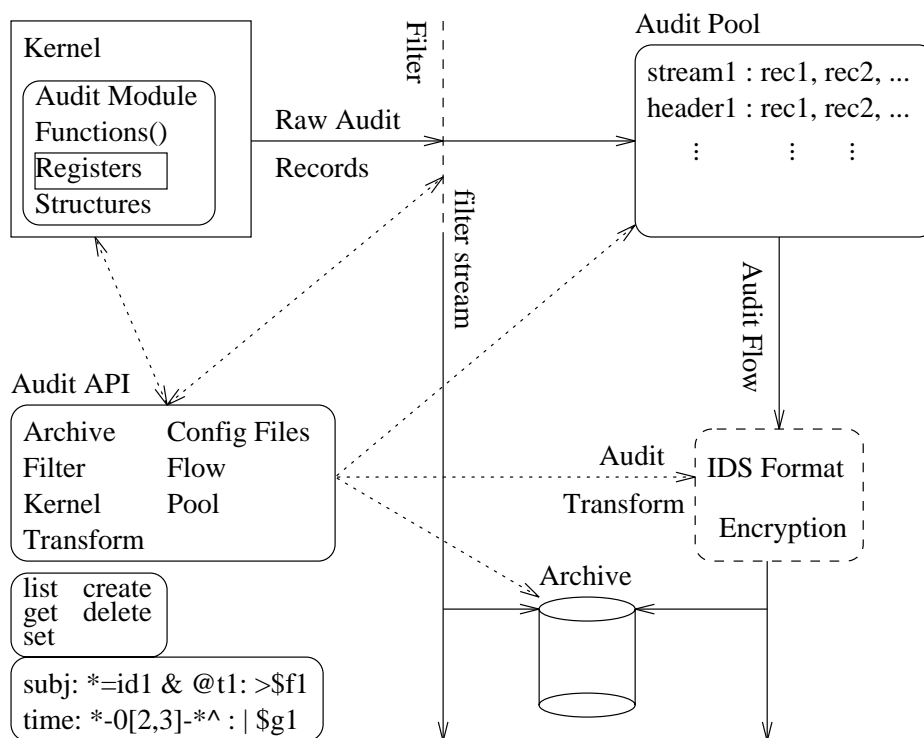 Kernel
Audit Module
Functions()
Registers
Structures
Raw Audit
Records
Filter
filter stream
Audit Pool
stream1 : rec1, rec2, ...
header1 : rec1, rec2, ...
⋮ ⋮ ⋮
Audit Flow
Audit API
Archive Config Files
Filter Flow
Kernel Pool
Transform
Audit
Transform
IDS Format
Encryption
Archive
list create
get delete
set
subj: *=id1 & @t1: >$f1
time: *-0[2,3]-*^ : | $g1